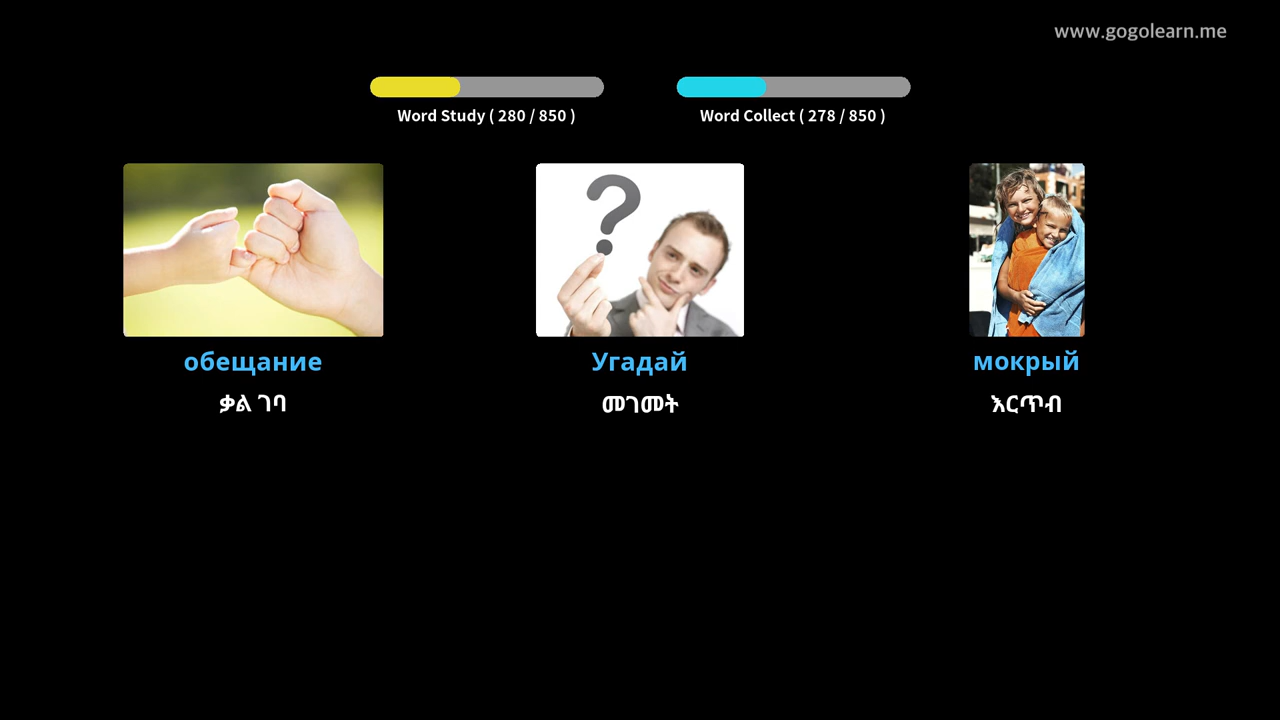 www.gogolearn.me
Word Study ( 280 / 850 )
Word Collect ( 278 / 850 )
обещание
Угадай
мокрый
ቃል ገባ
መገመት
እርጥብ